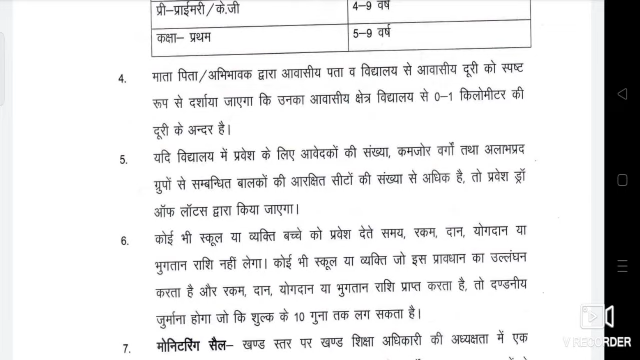 प्री–प्राईमरी/के.जी 4–9 वर्ष
कक्षा– प्रथम 5–9 वर्ष
4. माता पिता/अभिभावक द्वारा आवासीय पता व विद्यालय से आवासीय दूरी को स्पष्ट
रूप से दर्शाया जाएगा कि उनका आवासीय क्षेत्र विद्यालय से 0–1 किलोमीटर की
दूरी के अन्दर है।
5. यदि विद्यालय में प्रवेश के लिए आवेदकों की संख्या, कमजोर वर्गों तथा अलाभप्रद
ग्रुपों से सम्बन्धित बालकों की आरक्षित सीटों की संख्या से अधिक है, तो प्रवेश ड्रॉ
ऑफ लॉटस द्वारा किया जाएगा।
6. कोई भी स्कूल या व्यक्ति बच्चे को प्रवेश देते समय, रकम, दान, योगदान या
भुगतान राशि नहीं लेगा। कोई भी स्कूल या व्यक्ति जो इस प्रावधान का उल्लंघन
करता है और रकम, दान, योगदान या भुगतान राशि प्राप्त करता है, तो दण्डनीय
जुर्माना होगा जो कि शुल्क के 10 गुना तक लग सकता है।
7. मोनिटरिंग सैल– खण्ड स्तर पर खण्ड शिक्षा अधिकारी की अध्यक्षता में एक
V RECORDER